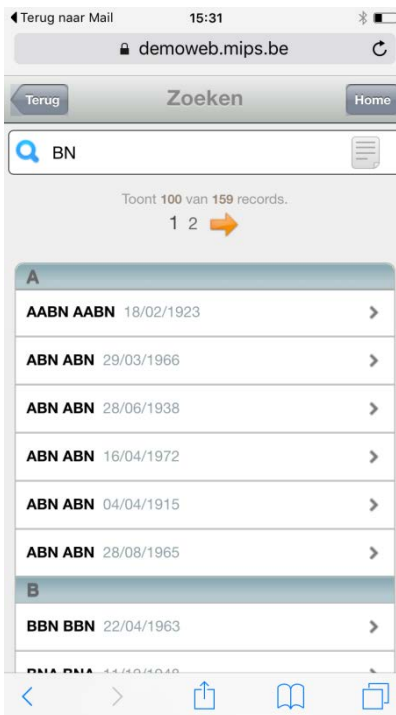 Terug naar Mail 15:31
demoweb.mips.be
Terug Zoeken Home
BN
Toont 100 van 159 records.
1 2
A
AABN AABN 18/02/1923
ABN ABN 29/03/1966
ABN ABN 28/06/1938
ABN ABN 16/04/1972
ABN ABN 04/04/1915
ABN ABN 28/08/1965
B
BBN BBN 22/04/1963
BNA BNA